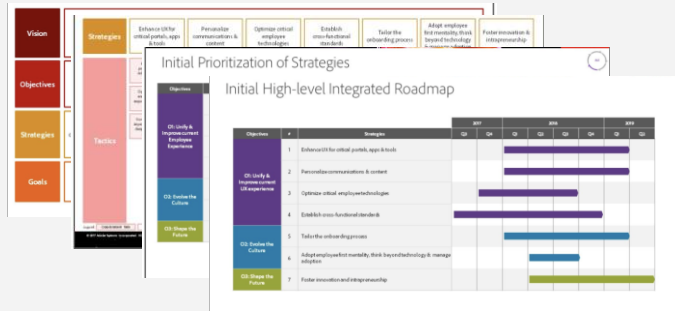 Vision
Objectives
Strategies
Goals
Strategies
Enhance UX for
critical portals, apps
& tools
Personalize
communications &
content
Optimize critical
employee
technologies
Establish
cross-functional
standards
Tailor the
onboarding process
Adopt employee
first mentality, think
beyond technology
& manage adoption
Foster innovation &
intrapreneurship
Tactics
Initial Prioritization of Strategies
Objectives
O1: Unify &
Improve current
Employee
Experience
O2: Evolve the
Culture
O3: Shape the
Future
Initial High-level Integrated Roadmap
2017 2018 2019
Objectives # Strategies Q3 Q4 Q1 Q2 Q3 Q4 Q1 Q2
O1: Unify &
Improve current
UX experience
1 Enhance UX for critical portals, apps & tools
2 Personalize communications & content
3 Optimize critical employee technologies
4 Establish cross-functional standards
O2: Evolve the
Culture
5 Tailor the onboarding process
6 Adopt employee first mentality, think beyond technology & manage
adoption
O3: Shape the
Future
7 Foster innovation and intrapreneurship